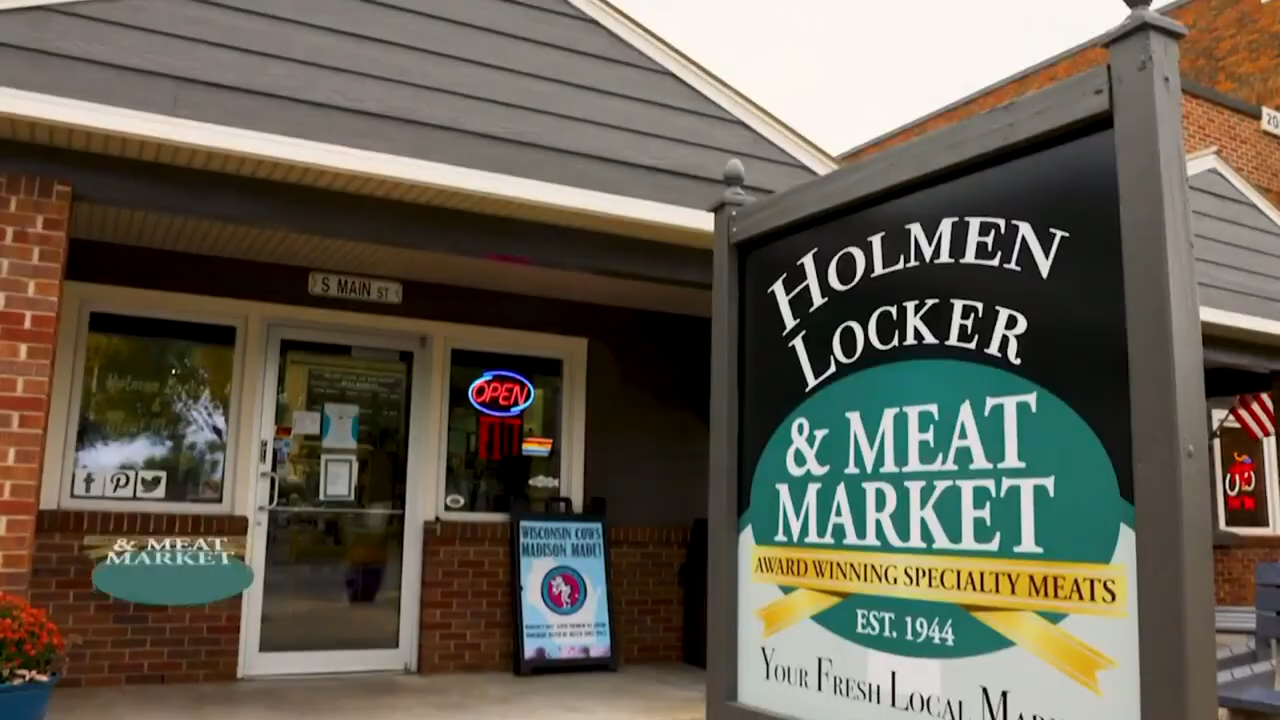 S MAIN ST
OPEN
& MEAT
MARKET
WISCONSIN COWS
MADISON MADE!
HOLMEN
LOCKER
& MEAT
MARKET
AWARD WINNING SPECIALTY MEATS
EST. 1944
YOUR FRESH LOCAL
20